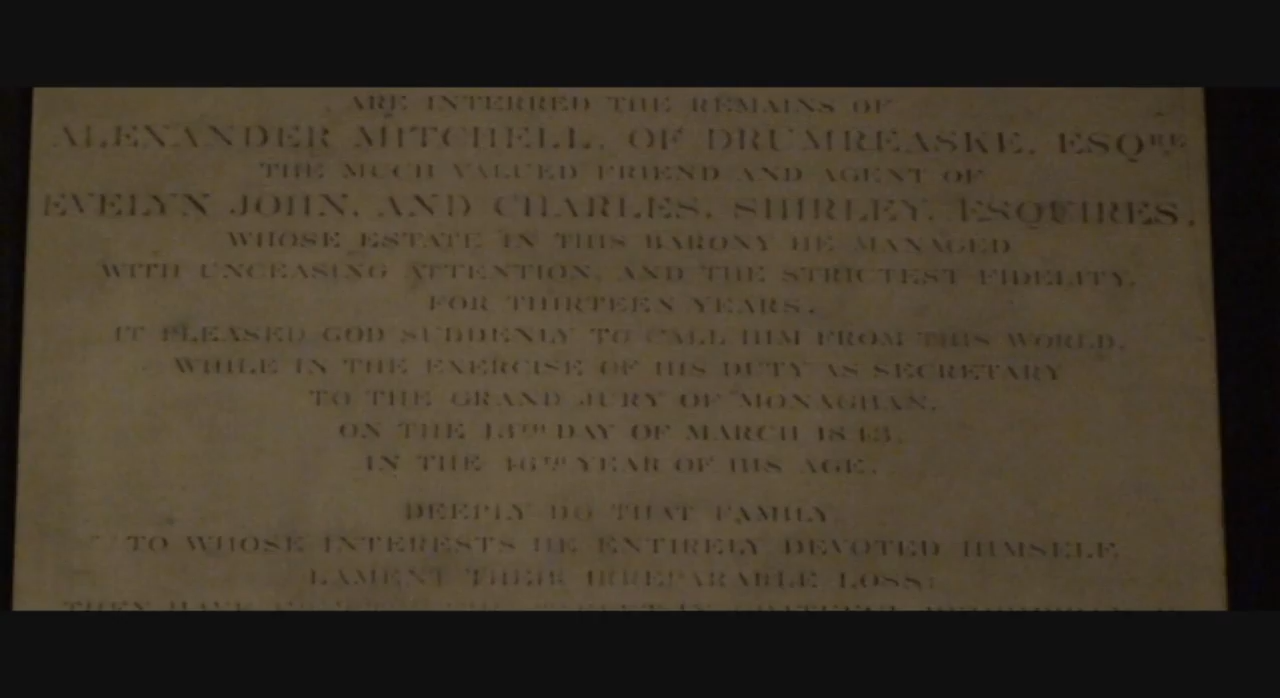 ARE INTERRED THE REMAINS OF
ALEXANDER MITCHELL, OF DRUMREASKE, ESQRE
THE MUCH VALUED FRIEND AND AGENT OF
EVELYN JOHN, AND CHARLES, SHIRLEY, ESQUIRES,
WHOSE ESTATE IN THIS BARONY HE MANAGED
WITH UNCEASING ATTENTION, AND THE STRICTEST FIDELITY,
FOR THIRTEEN YEARS.
IT PLEASED GOD SUDDENLY TO CALL HIM FROM THIS WORLD,
WHILE IN THE EXERCISE OF HIS DUTY AS SECRETARY
TO THE GRAND JURY OF MONAGHAN,
ON THE DAY OF MARCH 1843,
IN THE 46TH YEAR OF HIS AGE.
DEEPLY DO THAT FAMILY,
TO WHOSE INTERESTS HE ENTIRELY DEVOTED HIMSELF,
LAMENT THEIR IRREPARABLE LOSS: